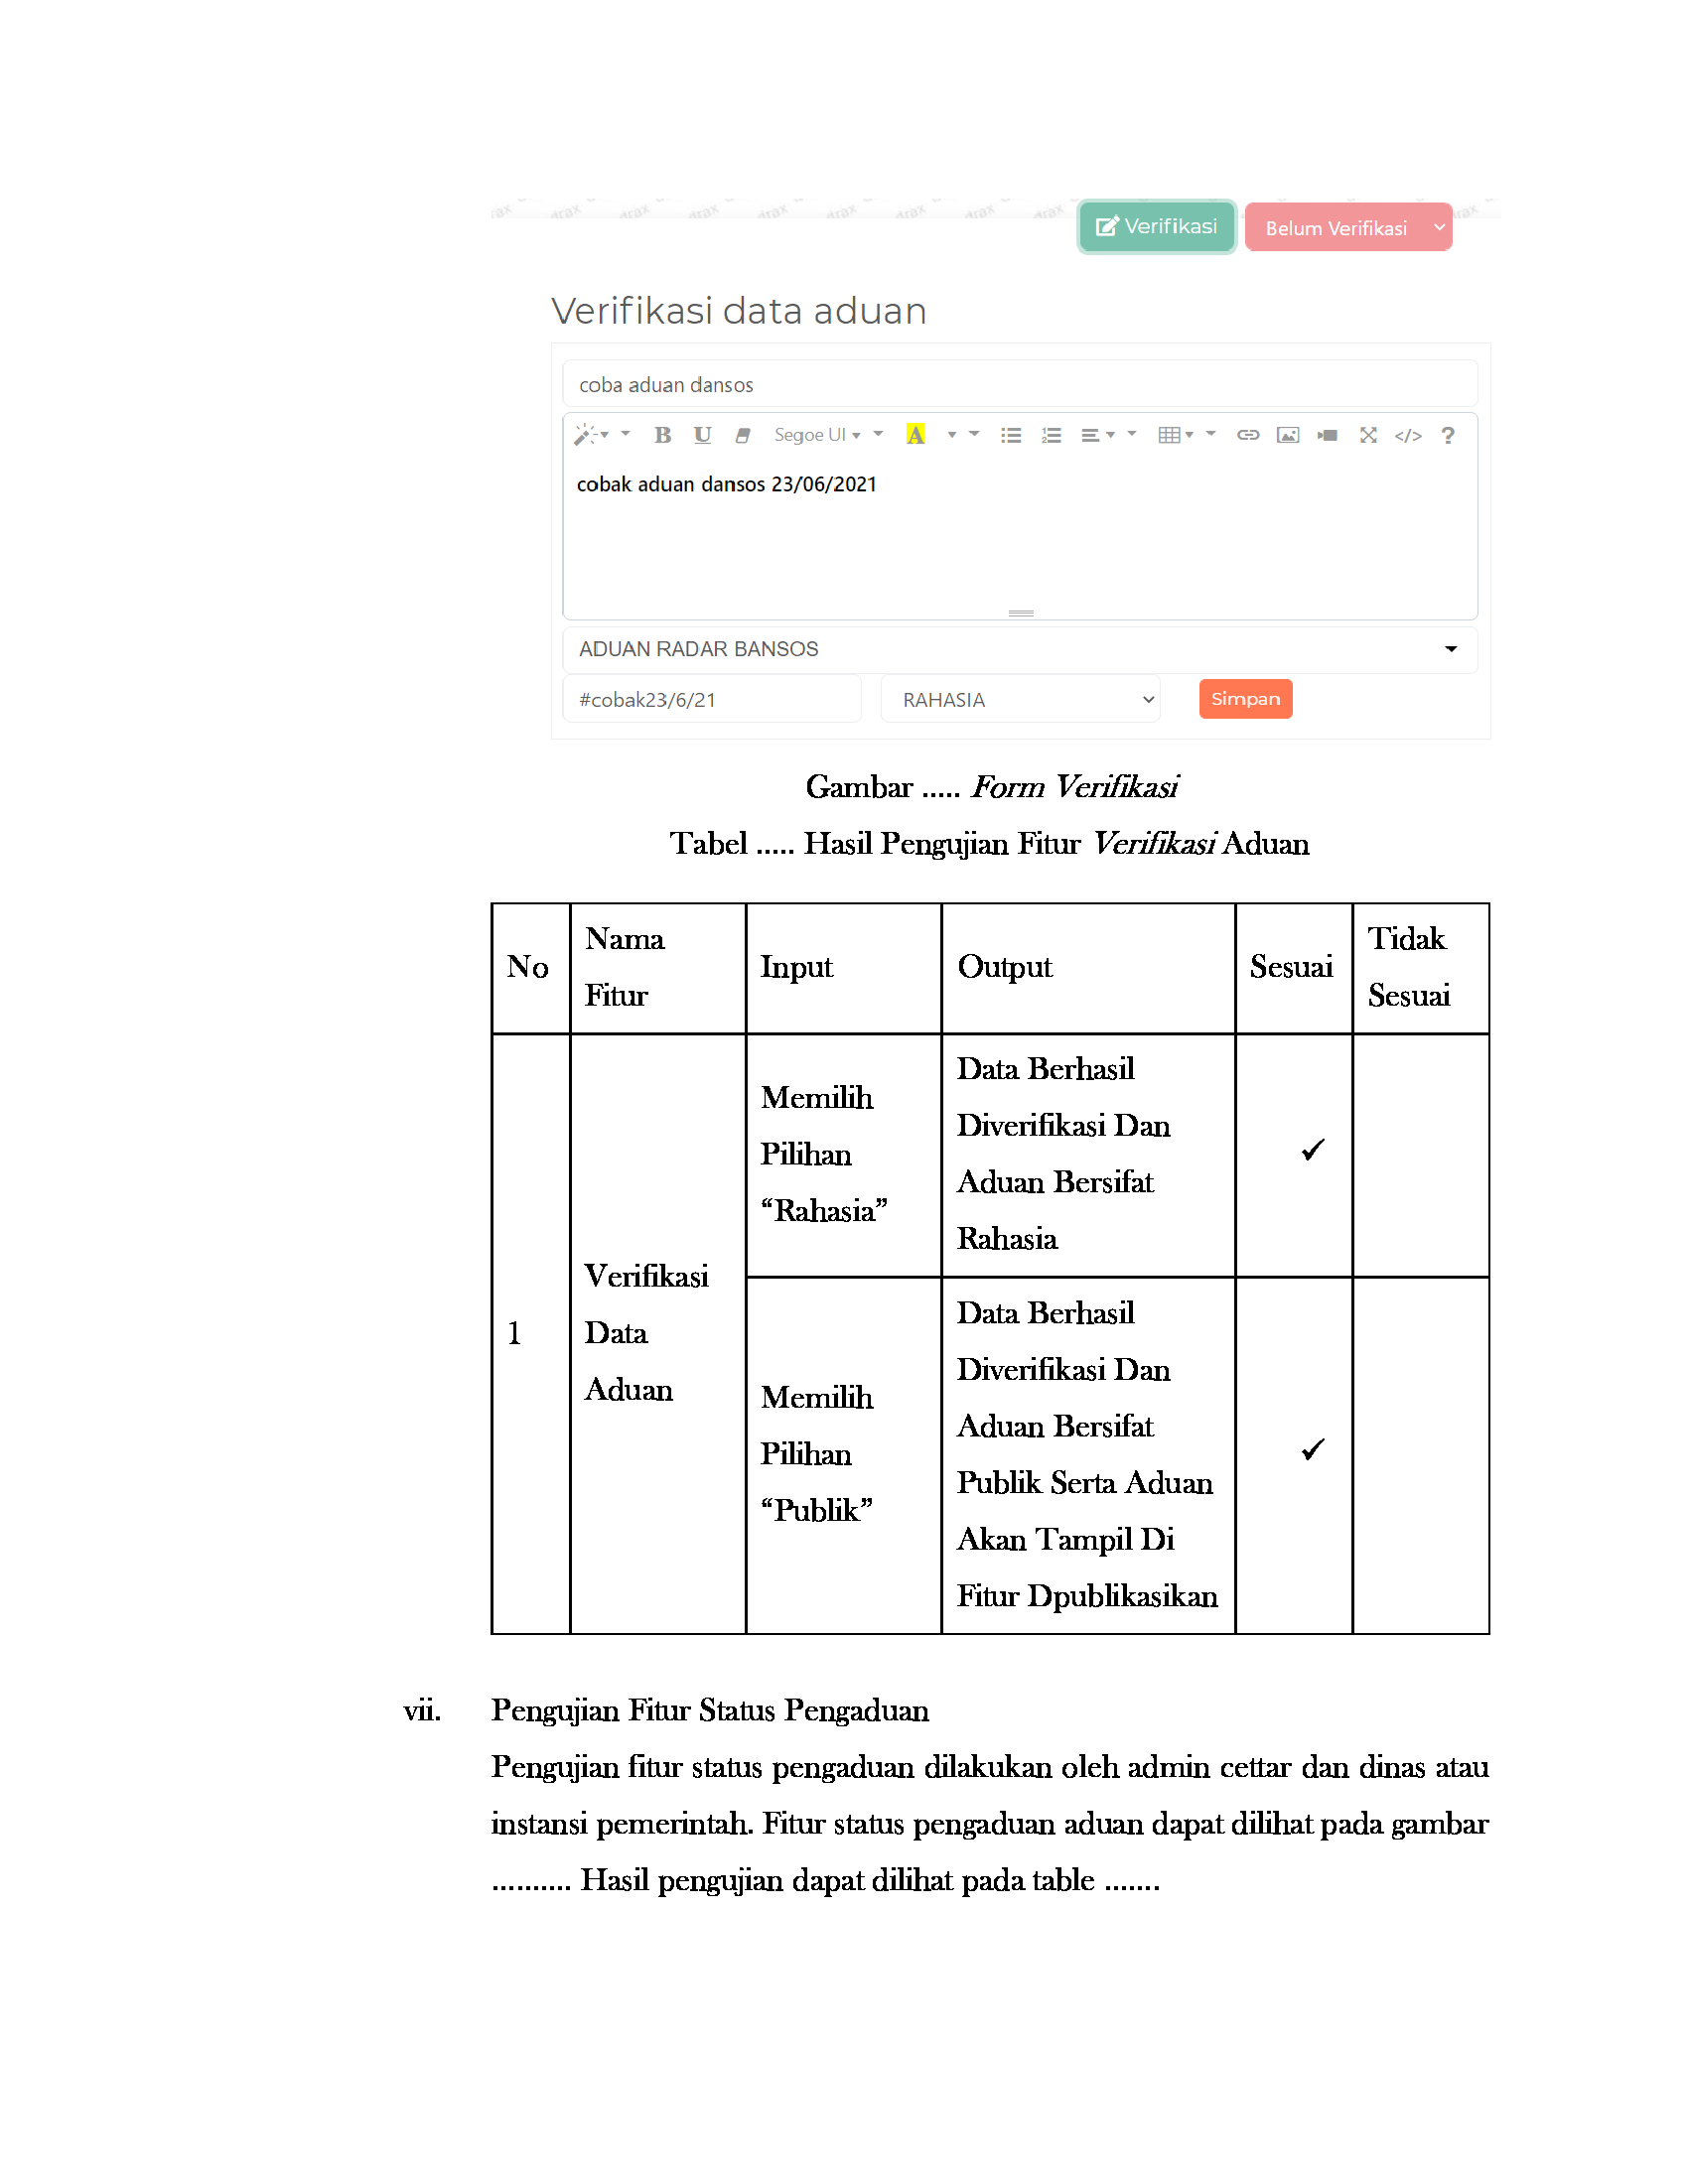 Verifikasi
Belum Verifikasi
Verifikasi data aduan
coba aduan dansos
B U Segoe UI A </> ?
cobak aduan dansos 23/06/2021
ADUAN RADAR BANSOS
#cobak23/6/21 RAHASIA Simpan
Gambar ..... Form Verifikasi
Tabel ..... Hasil Pengujian Fitur Verifikasi Aduan
No
Nama
Fitur
Input
Output
Sesuai
Tidak
Sesuai
1
Verifikasi
Data
Aduan
Memilih
Pilihan
“Rahasia”
Data Berhasil
Diverifikasi Dan
Aduan Bersifat
Rahasia
✓
Memilih
Pilihan
“Publik”
Data Berhasil
Diverifikasi Dan
Aduan Bersifat
Publik Serta Aduan
Akan Tampil Di
Fitur Dpublikasikan
✓
vii. Pengujian Fitur Status Pengaduan
Pengujian fitur status pengaduan dilakukan oleh admin cettar dan dinas atau
instansi pemerintah. Fitur status pengaduan aduan dapat dilihat pada gambar
.......... Hasil pengujian dapat dilihat pada table .......